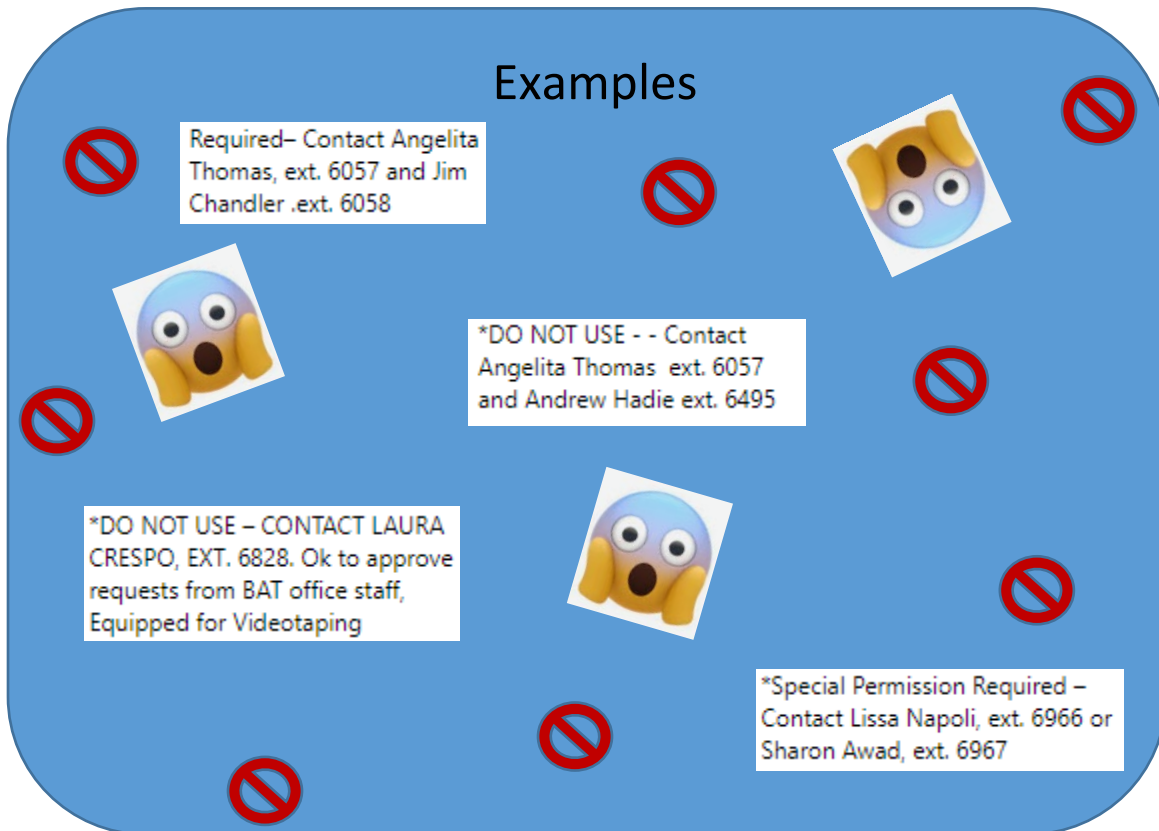 Examples
Required– Contact Angelita
Thomas, ext. 6057 and Jim
Chandler .ext. 6058
*DO NOT USE - - Contact
Angelita Thomas  ext. 6057
and Andrew Hadie ext. 6495
*DO NOT USE – CONTACT LAURA
CRESPO, EXT. 6828. Ok to approve
requests from BAT office staff,
Equipped for Videotaping
*Special Permission Required –
Contact Lissa Napoli, ext. 6966 or
Sharon Awad, ext. 6967